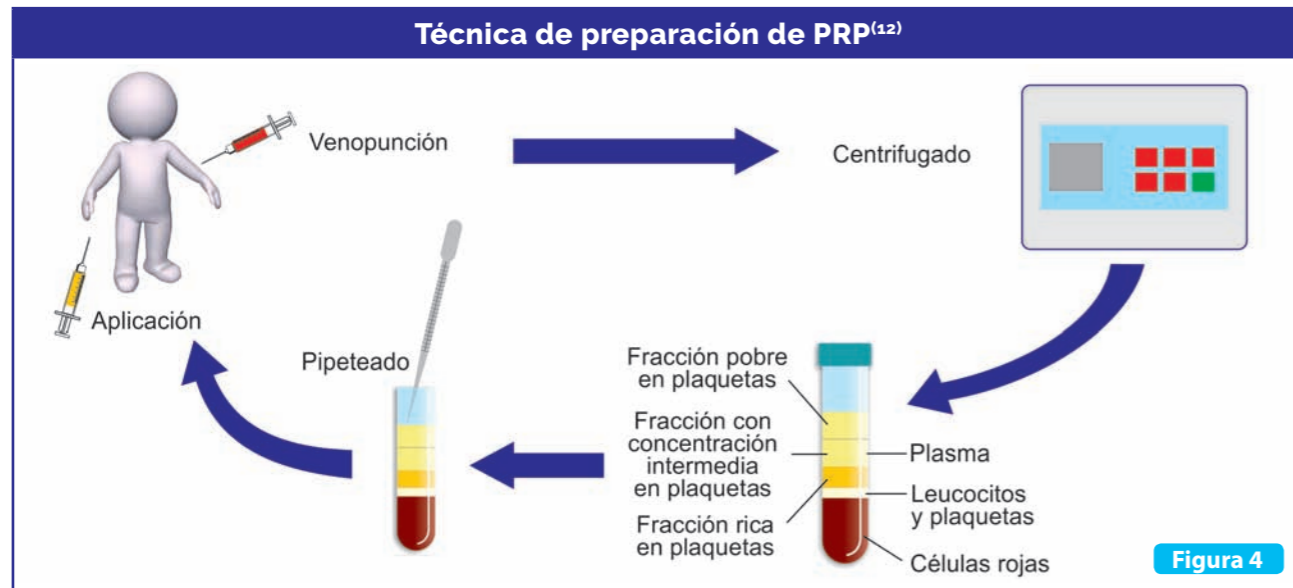 Técnica de preparación de PRP(12)
Venopunción
Centrifugado
Aplicación
Pipeteado
Fracción pobre
en plaquetas
Fracción con
concentración
intermedia
en plaquetas
Fracción rica
en plaquetas
Plasma
Leucocitos
y plaquetas
Células rojas
Figura 4